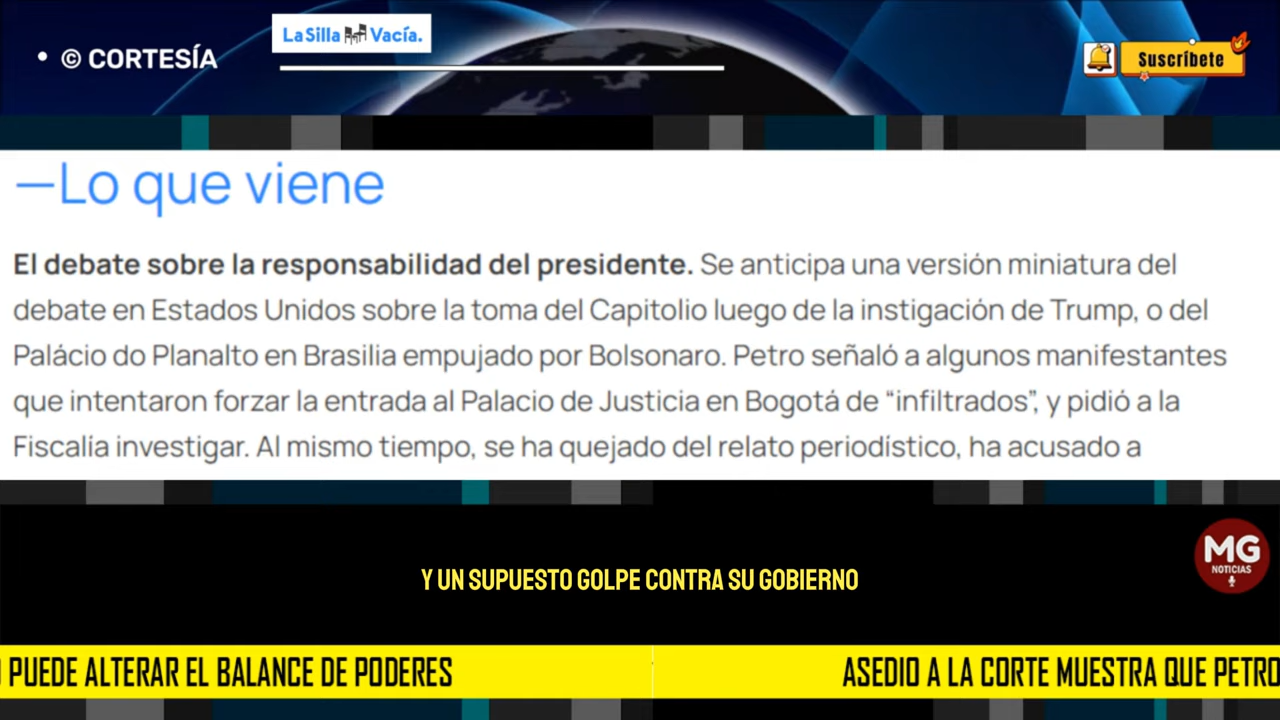 • © CORTESÍA
La Silla Vacía.
Suscríbete
—Lo que viene
El debate sobre la responsabilidad del presidente. Se anticipa una versión miniatura del
debate en Estados Unidos sobre la toma del Capitolio luego de la instigación de Trump, o del
Palácio do Planalto en Brasilia empujado por Bolsonaro. Petro señaló a algunos manifestantes
que intentaron forzar la entrada al Palacio de Justicia en Bogotá de “infiltrados”, y pidió a la
Fiscalía investigar. Al mismo tiempo, se ha quejado del relato periodístico, ha acusado a
MG
NOTICIAS
Y UN SUPUESTO GOLPE CONTRA SU GOBIERNO
PUEDE ALTERAR EL BALANCE DE PODERES
ASEDIO A LA CORTE MUESTRA QUE PETRO